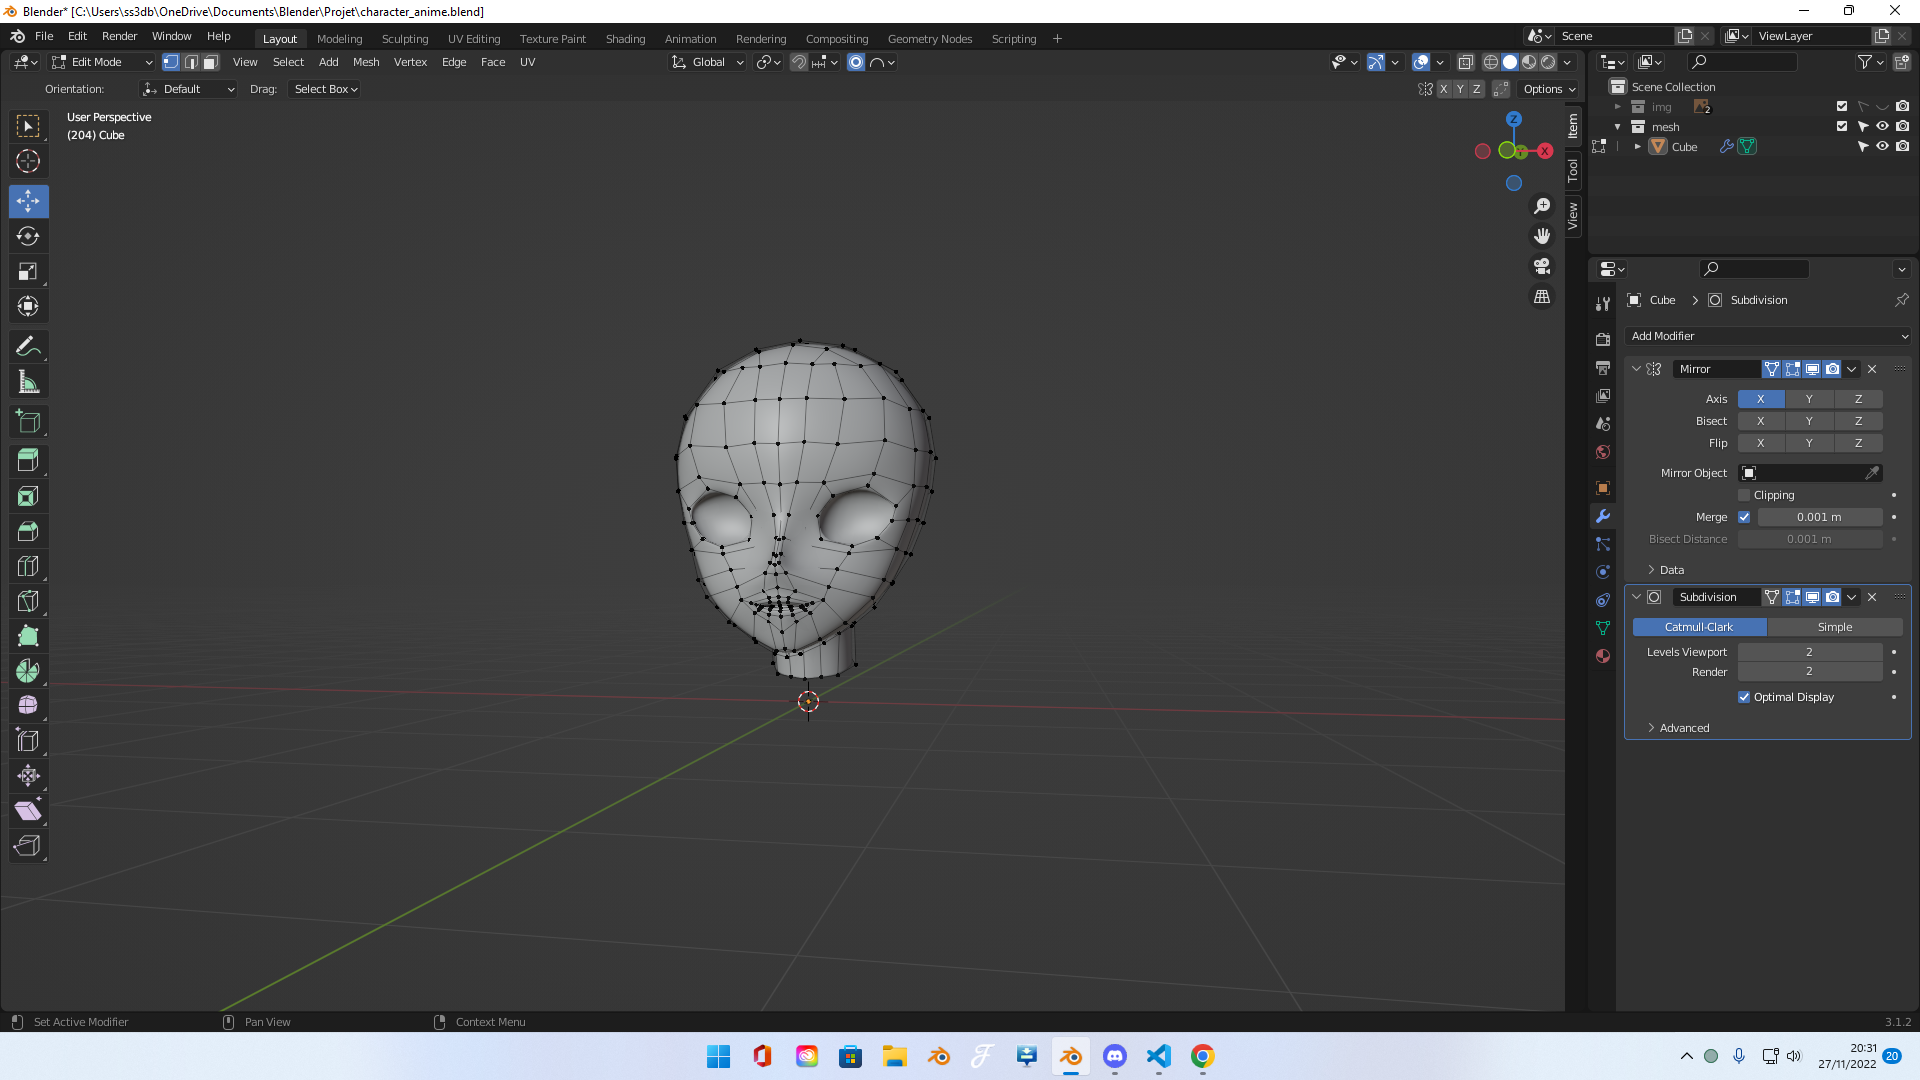 Blender* [C:\Users\ss3db\OneDrive\Documents\Blender\Projet\character_anime.blend]
File Edit Render Window Help Layout Modeling Sculpting UV Editing Texture Paint Shading Animation Rendering Compositing Geometry Nodes Scripting + Scene ViewLayer
Edit Mode View Select Add Mesh Vertex Edge Face UV Global
Orientation: Default Drag: Select Box X Y Z Options
User Perspective
(204) Cube
Z
X
Y
Item
Tool
View
Scene Collection
img 2
mesh
Cube
Cube > Subdivision
Add Modifier
Mirror
Axis X Y Z
Bisect X Y Z
Flip X Y Z
Mirror Object
Clipping
Merge 0.001 m
Bisect Distance 0.001 m
Data
Subdivision
Catmull-Clark Simple
Levels Viewport 2
Render 2
Optimal Display
Advanced
Set Active Modifier Pan View Context Menu 3.1.2
20:31
27/11/2022
20